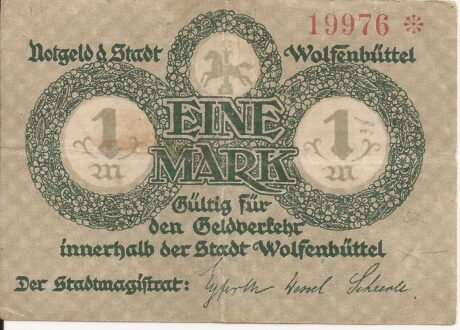 19976 *
Notgeld d Stadt Wolfenbüttel
1 M EINE MARK 1 M
Gültig für
den Geldverkehr
innerhalb der Stadt Wolfenbüttel
Der Stadtmagistrat: